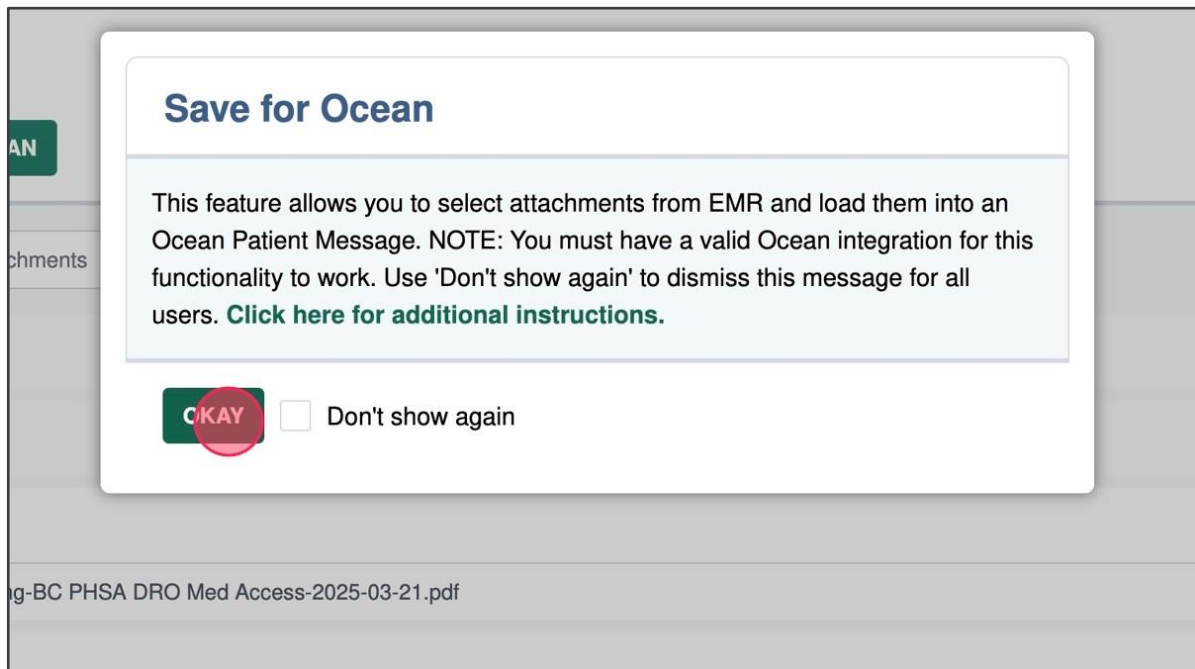 Save for Ocean
AN
This feature allows you to select attachments from EMR and load them into an
Ocean Patient Message. NOTE: You must have a valid Ocean integration for this
chments
functionality to work. Use 'Don't show again' to dismiss this message for all
users. Click here for additional instructions.
OKAY Don't show again
g-BC PHSA DRO Med Access-2025-03-21.pdf